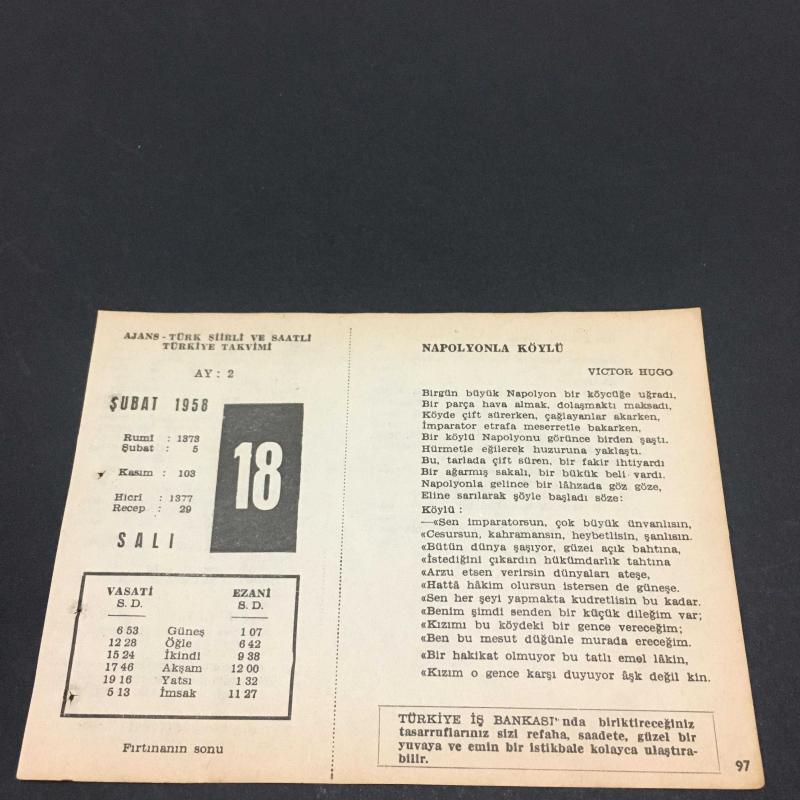 AJANS - TÜRK ŞİİRLİ VE SAATLİ
TÜRKİYE TAKVİMİ
AY : 2
ŞUBAT 1958
Rumî : 1373
Şubat : 5
Kasım : 103
Hicrî : 1377
Recep : 29
SALI
18
VASATİ EZANİ
S. D. S. D.
6 53 Güneş 1 07
12 28 Öğle 6 42
15 24 İkindi 9 38
17 46 Akşam 12 00
19 16 Yatsı 1 32
5 13 İmsak 11 27
Fırtınanın sonu
NAPOLYONLA KÖYLÜ
VICTOR HUGO
Birgün büyük Napolyon bir köycüğe uğradı,
Bir parça hava almak, dolaşmaktı maksadı,
Köyde çift sürerken, çağlayanlar akarken,
İmparator etrafa meserretle bakarken,
Bir köylü Napolyonu görünce birden şaştı.
Hürmetle eğilerek huzuruna yaklaştı.
Bu, tarlada çift süren, bir fakir ihtiyardı
Bir ağarmış sakalı, bir bükük beli vardı.
Napolyonla gelince bir lâhzada göz göze,
Eline sarılarak şöyle başladı söze:
Köylü :
—«Sen imparatorsun, çok büyük ünvanlısın,
«Cesursun, kahramansın, heybetlisin, şanlısın.
«Bütün dünya şaşıyor, güzel açık bahtına,
«İstediğini çıkardın hükümdarlık tahtına
«Arzu etsen verirsin dünyaları ateşe,
«Hattâ hâkim olursun istersen de güneşe.
«Sen her şeyi yapmakta kudretlisin bu kadar.
«Benim şimdi senden bir küçük dileğim var;
«Kızımı bu köydeki bir gence vereceğim;
«Ben bu mesut düğünle murada ereceğim.
«Bir hakikat olmuyor bu tatlı emel lâkin,
«Kızım o gence karşı duyuyor âşk değil kin.
TÜRKİYE İŞ BANKASI'nda biriktireceğiniz
tasarruflarınız sizi refaha, saadete, güzel bir
yuvaya ve emin bir istikbale kolayca ulaştıra-
bilir.
97